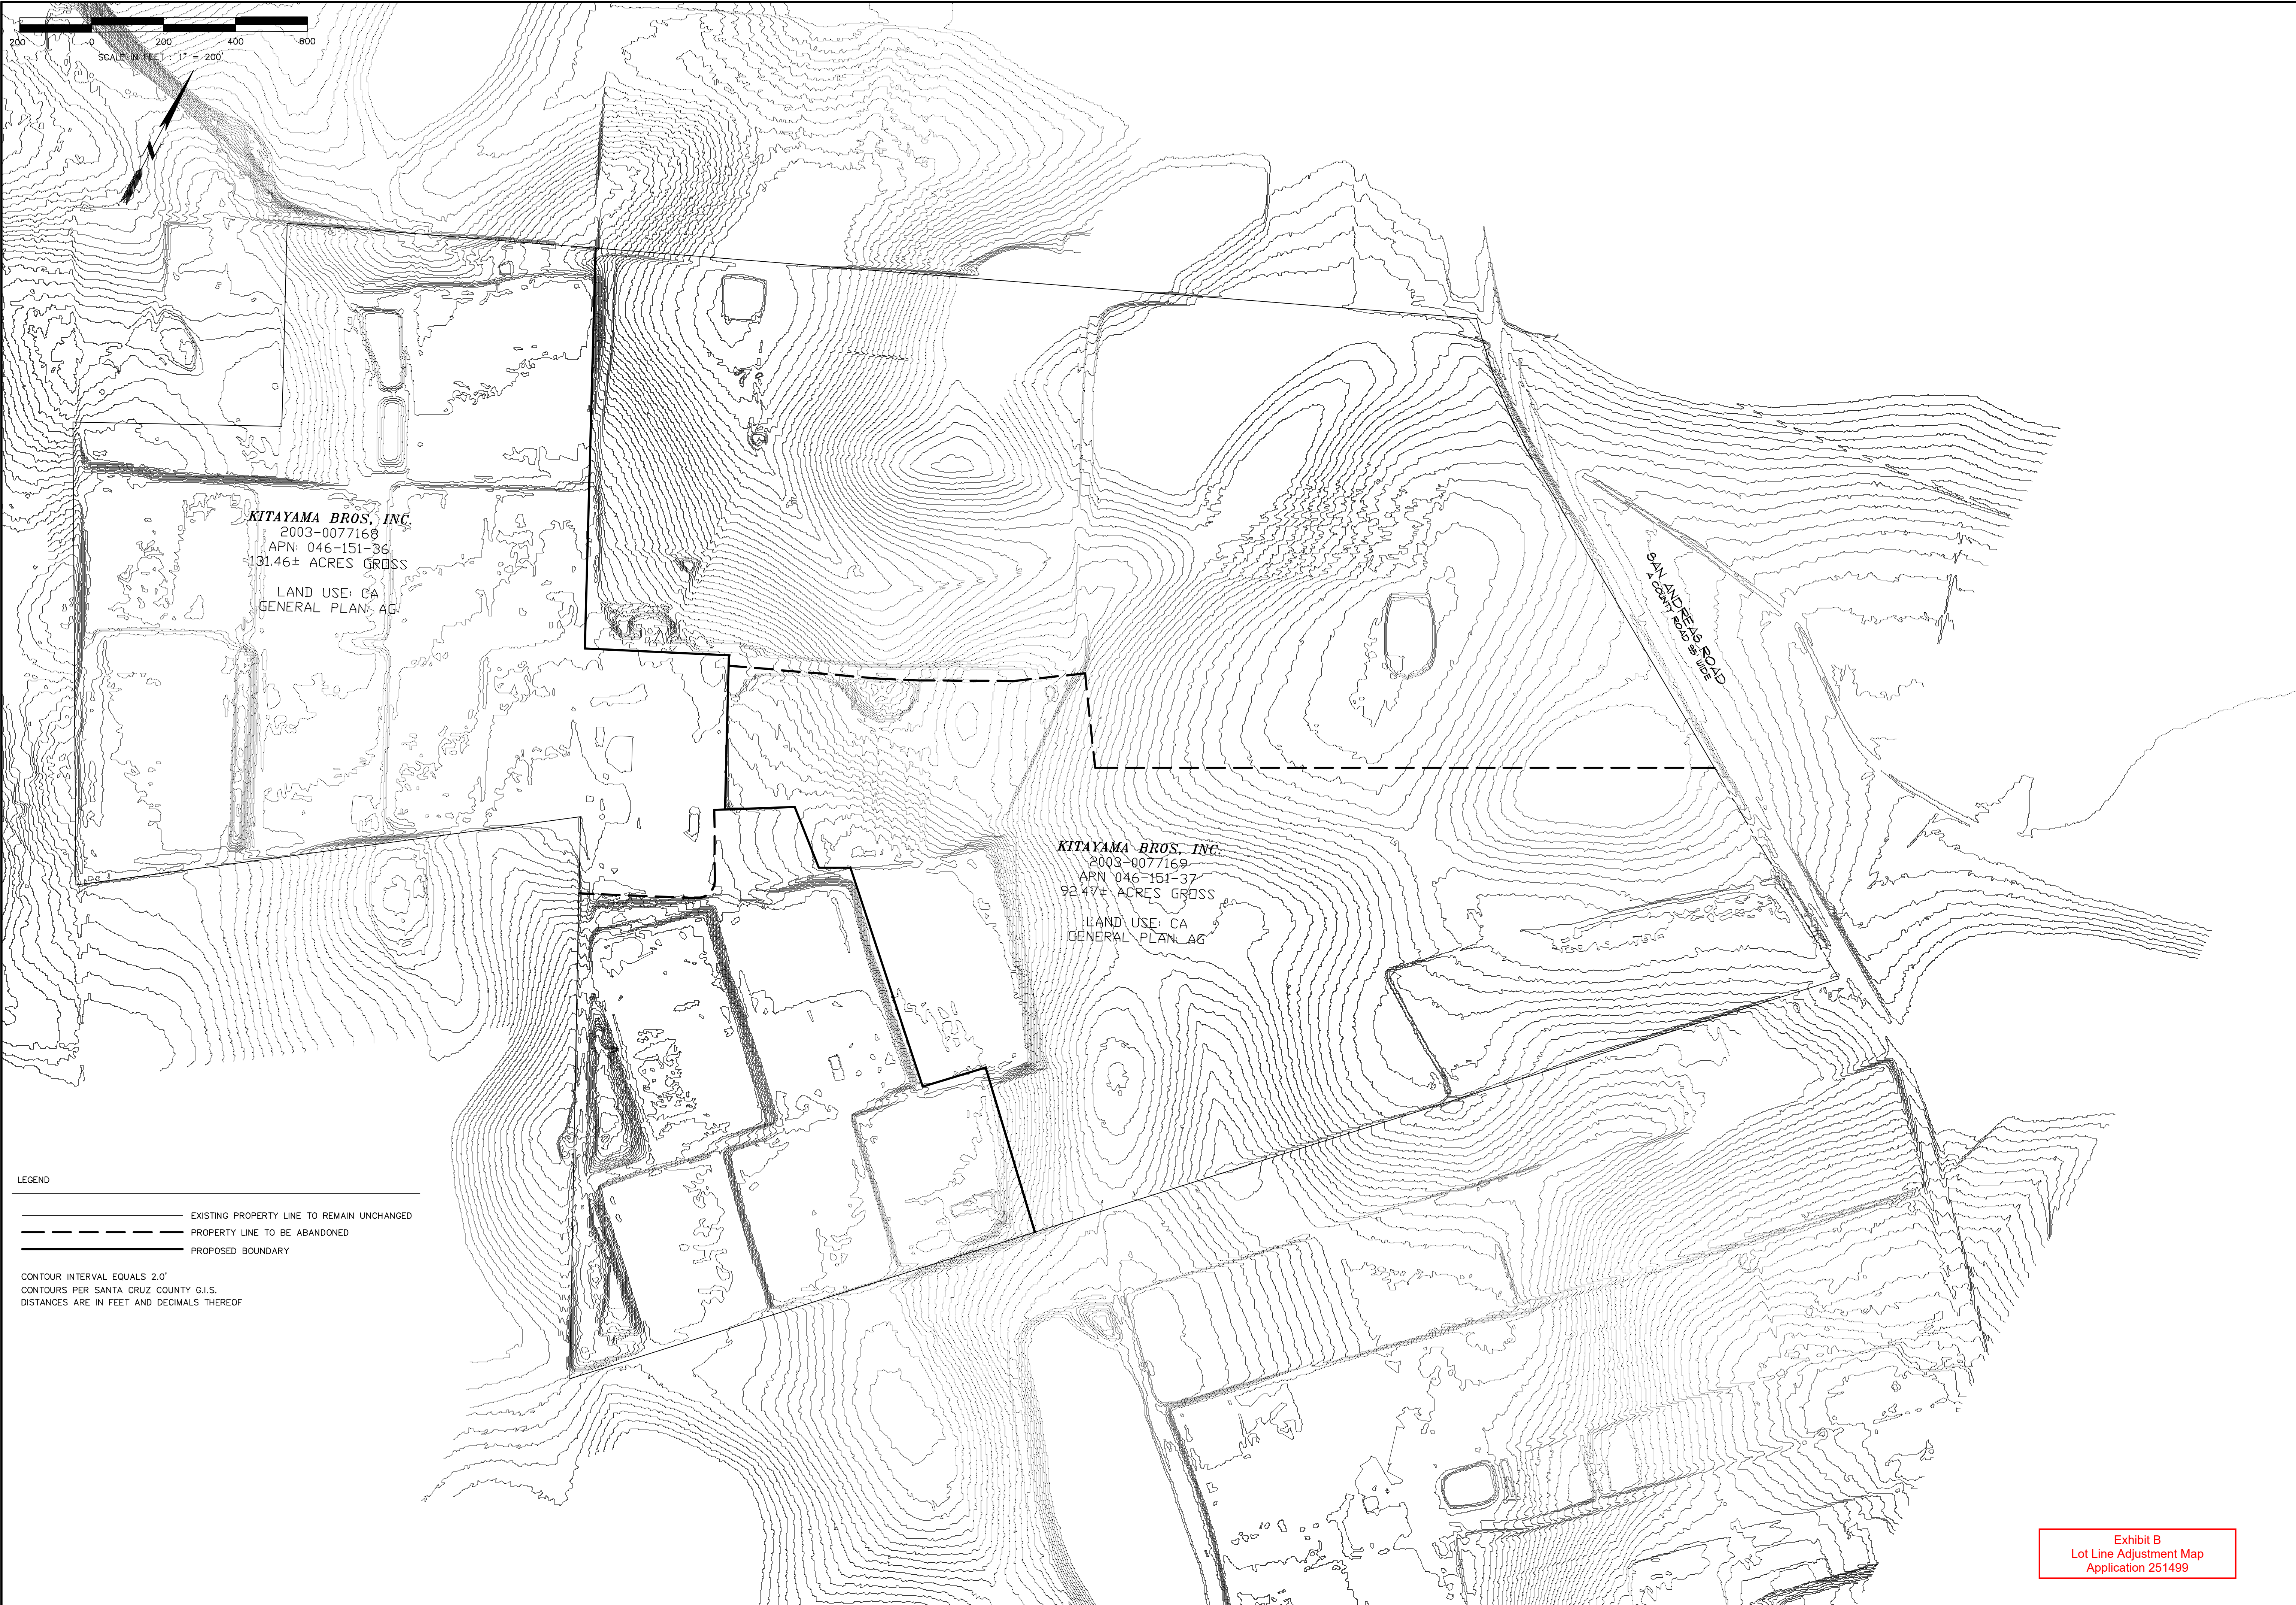 200 0 200 400 600
SCALE IN FEET : 1" = 200'
N
KITAYAMA BROS, INC.
2003-0077168
APN: 046-151-36
131.46± ACRES GROSS
LAND USE: CA
GENERAL PLAN: AG
SAN ANDREAS ROAD
A COUNTY ROAD
WIDE
KITAYAMA BROS, INC.
2003-0077169
APN 046-151-37
92.47± ACRES GROSS
LAND USE: CA
GENERAL PLAN: AG
LEGEND
EXISTING PROPERTY LINE TO REMAIN UNCHANGED
PROPERTY LINE TO BE ABANDONED
PROPOSED BOUNDARY
CONTOUR INTERVAL EQUALS 2.0'
CONTOURS PER SANTA CRUZ COUNTY G.I.S.
DISTANCES ARE IN FEET AND DECIMALS THEREOF
Exhibit B
Lot Line Adjustment Map
Application 251499